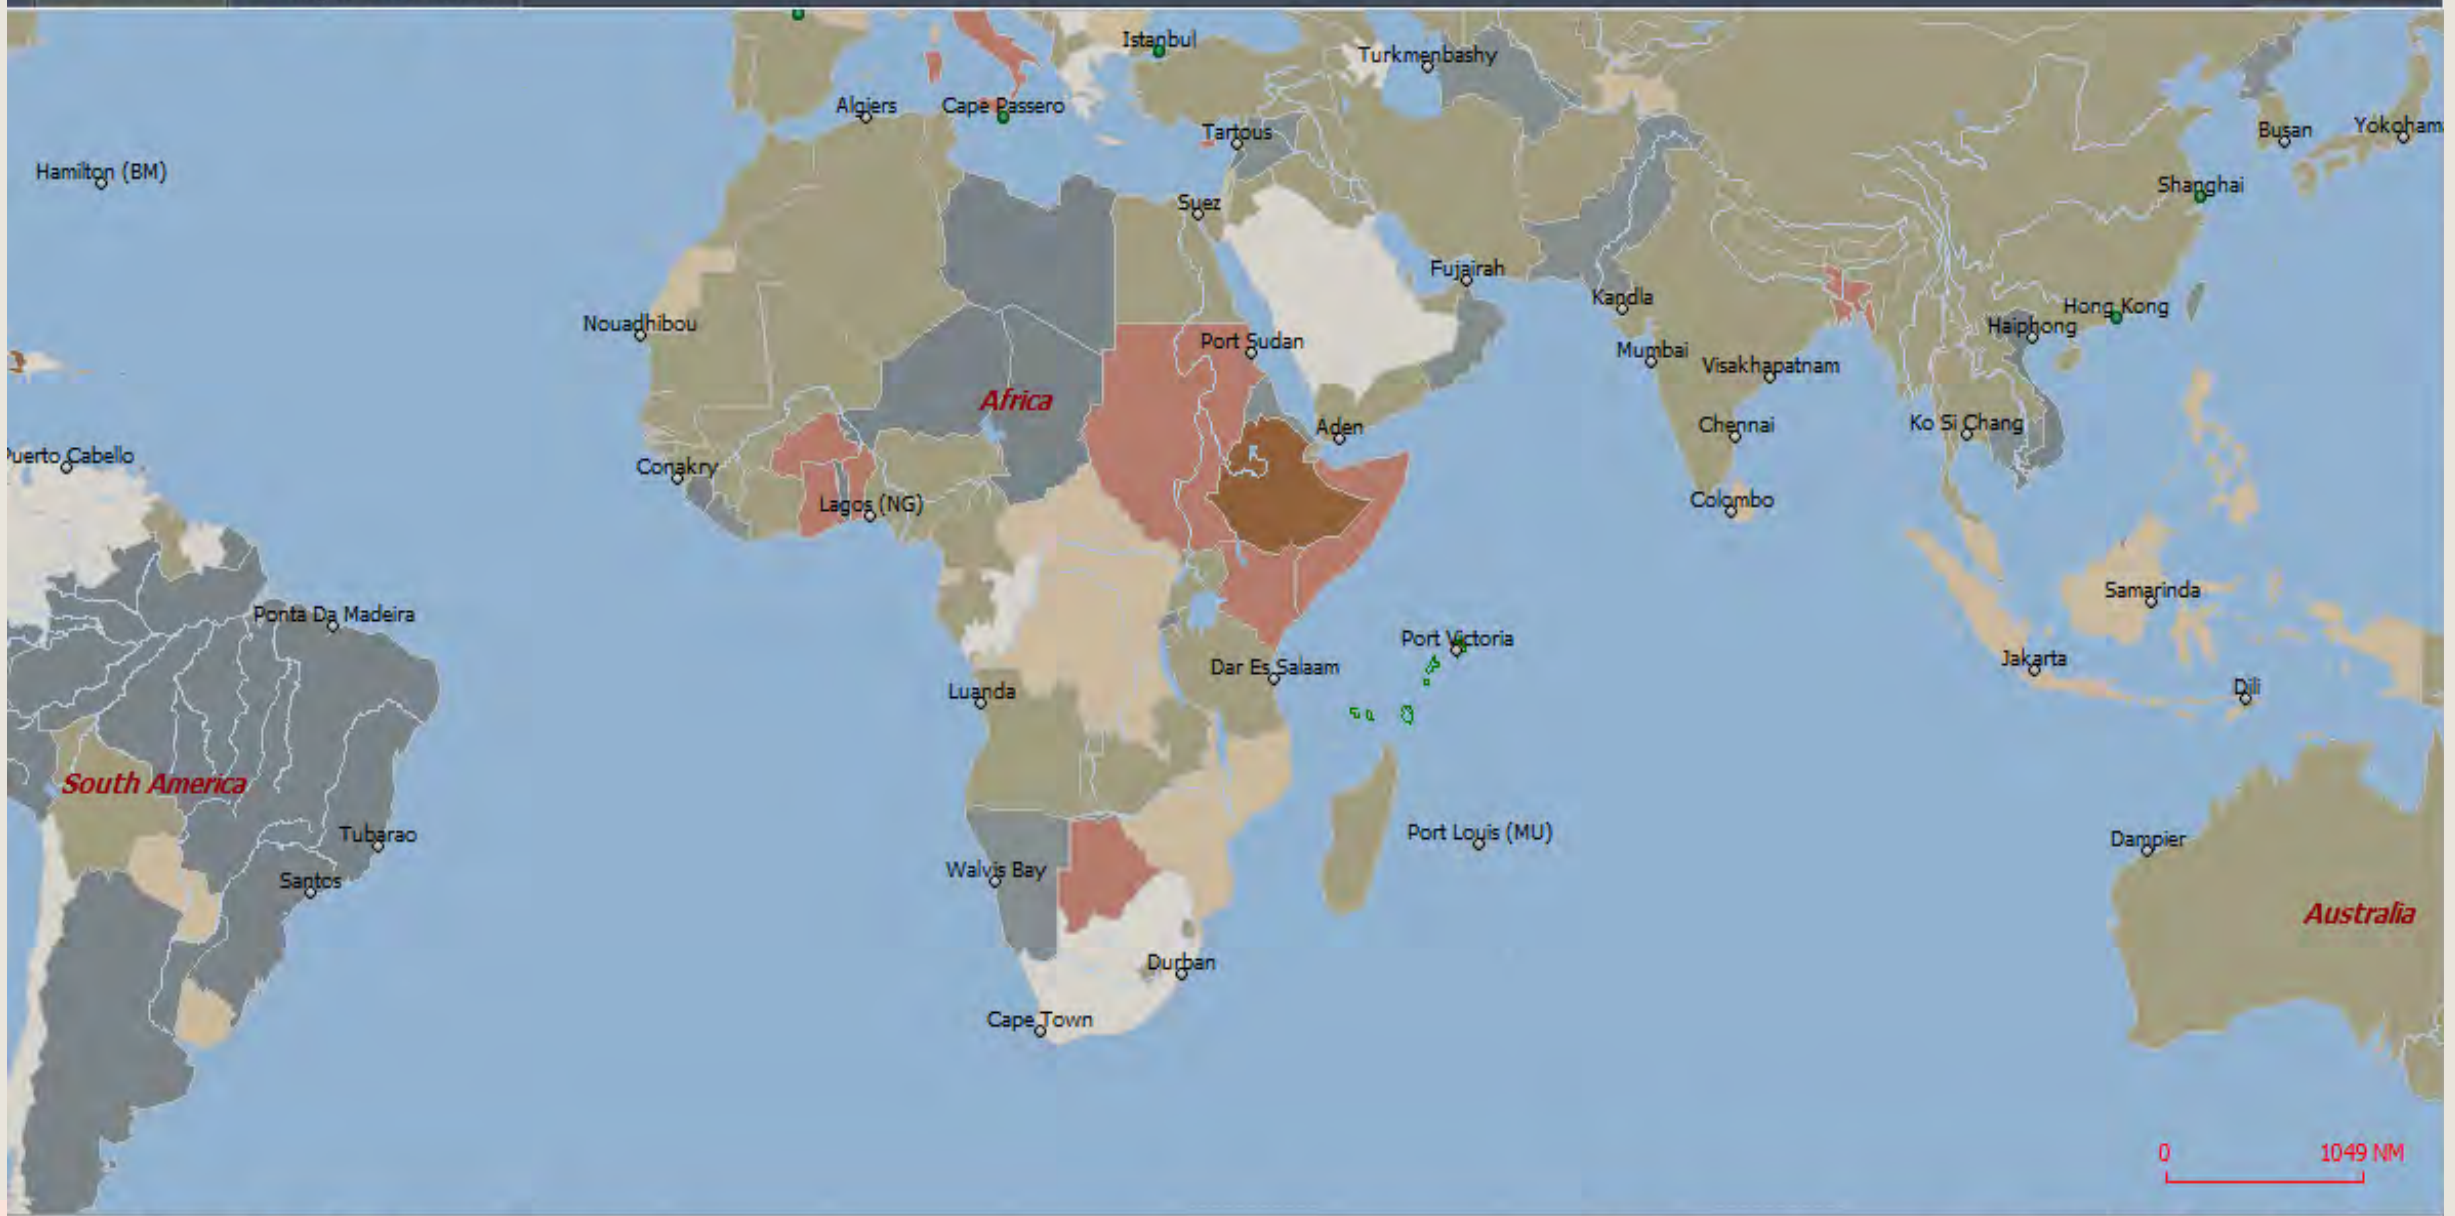 Istanbul
Turkmenbashy
Algiers
Cape Passero
Tartous
Busan
Yokoham
Hamilton (BM)
Shanghai
Suez
Fujairah
Kandla
Hong Kong
Nouadhibou
Haiphong
Port Sudan
Mumbai
Visakhapatnam
Africa
Aden
Chennai
Ko Si Chang
Puerto Cabello
Conakry
Lagos (NG)
Colombo
Samarinda
Ponta Da Madeira
Port Victoria
Jakarta
Dar Es Salaam
Dili
Luanda
South America
Tubarao
Port Louis (MU)
Dampier
Walvis Bay
Santos
Australia
Durban
Cape Town
0 1049 NM